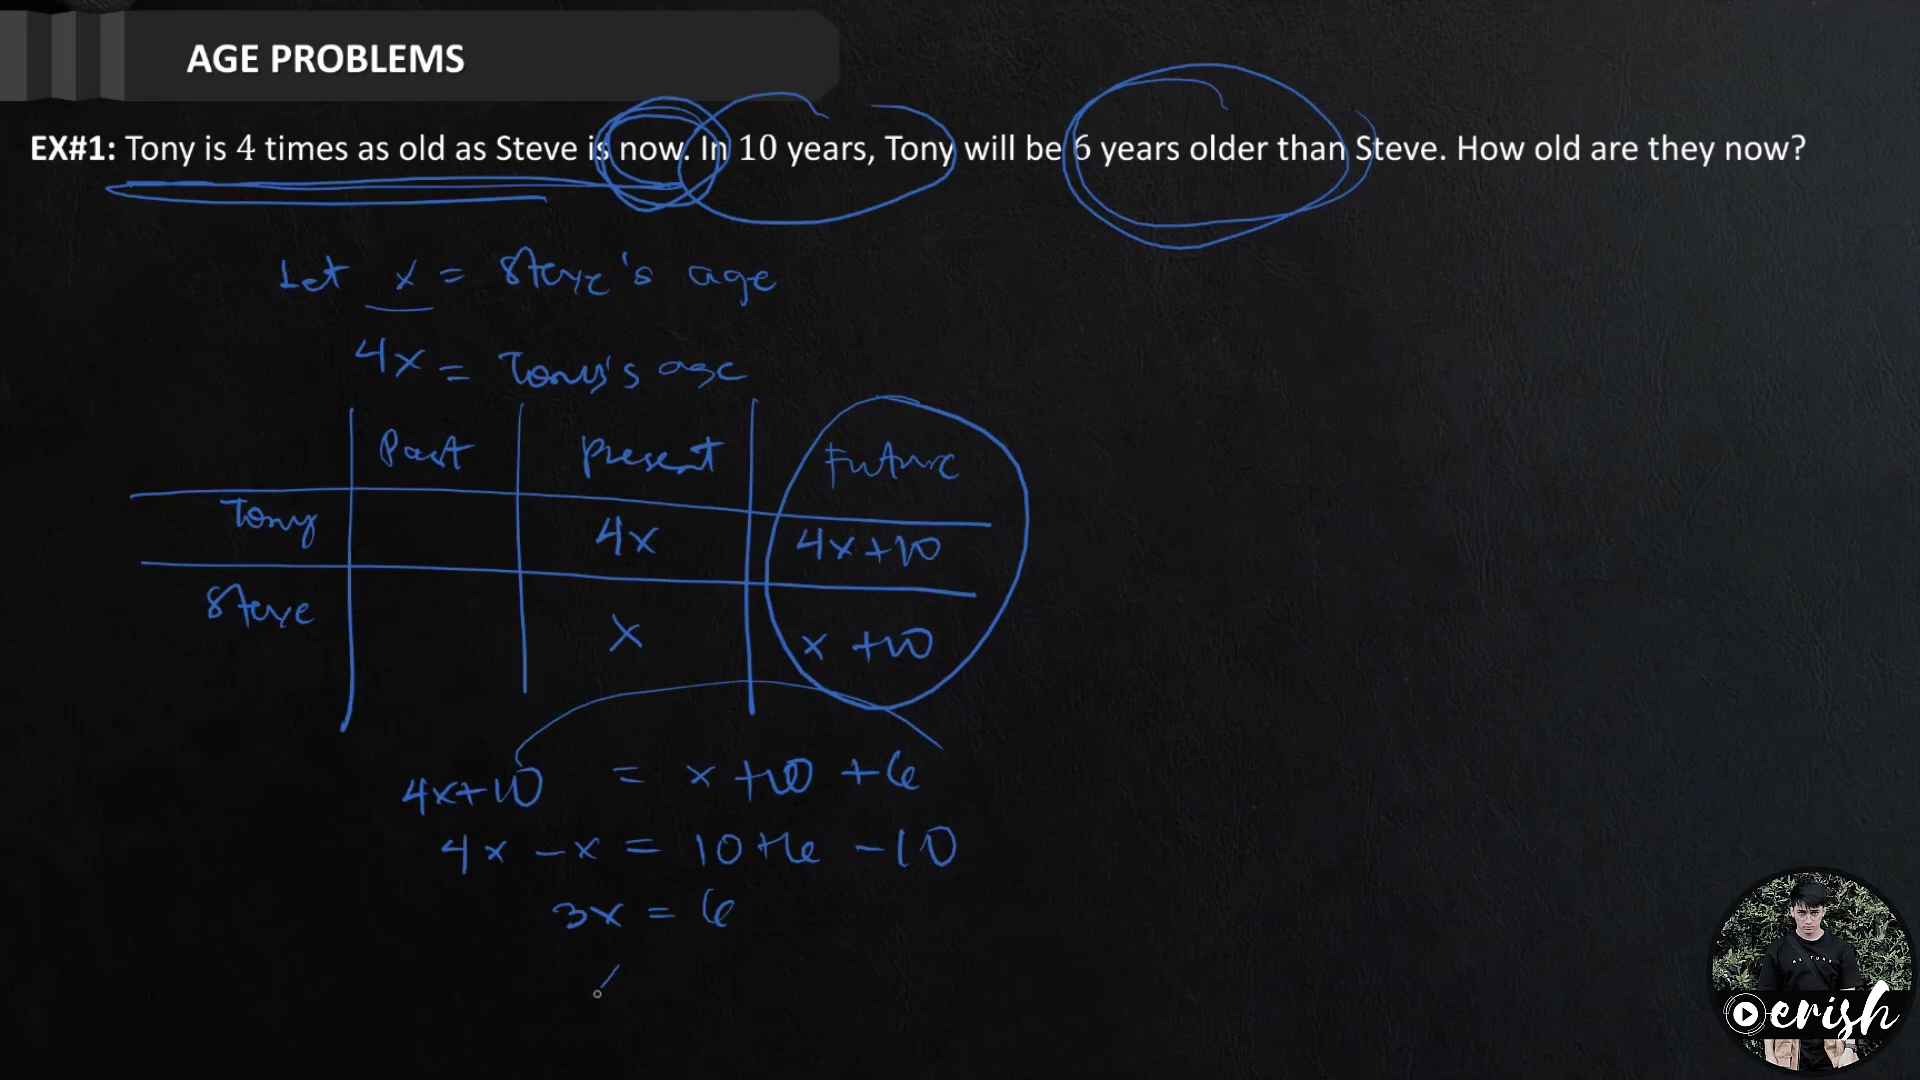 AGE PROBLEMS
EX#1: Tony is 4 times as old as Steve is now. In 10 years, Tony will be 6 years older than Steve. How old are they now?
Let x = Steve's age
4x = Tony's age
Past Present Future
Tony 4x 4x+10
Steve x x +10
4x+10 = x +10 +6
4x -x = 10+6 -10
3x = 6
erish